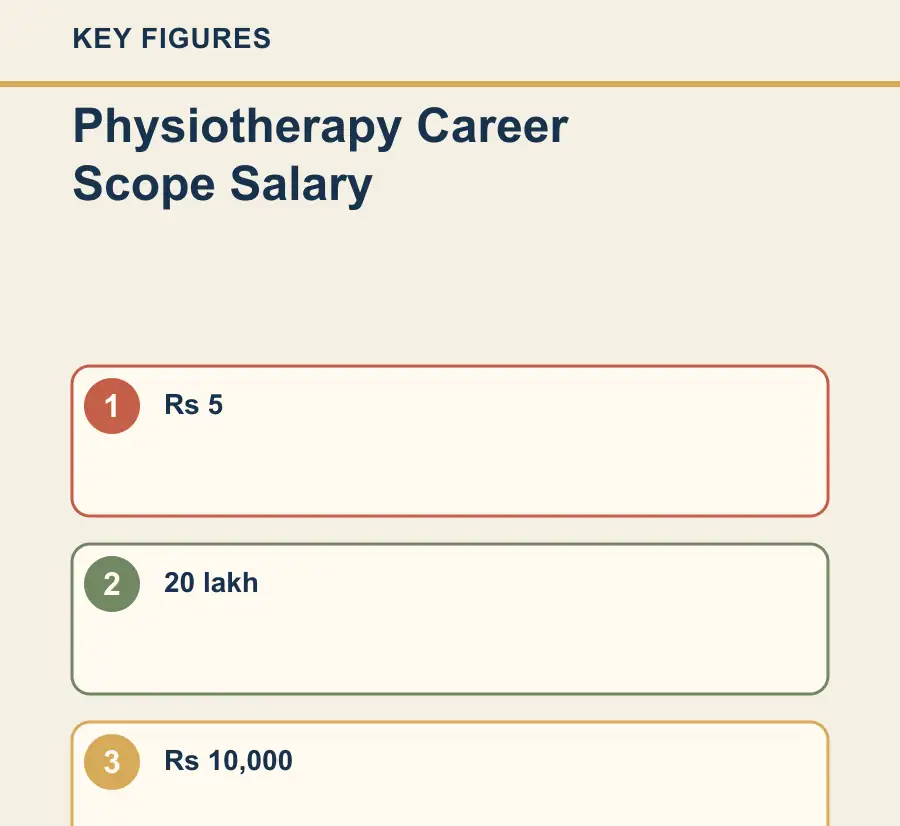 KEY FIGURES
Physiotherapy Career
Scope Salary
1
Rs 5
2
20 lakh
3
Rs 10,000